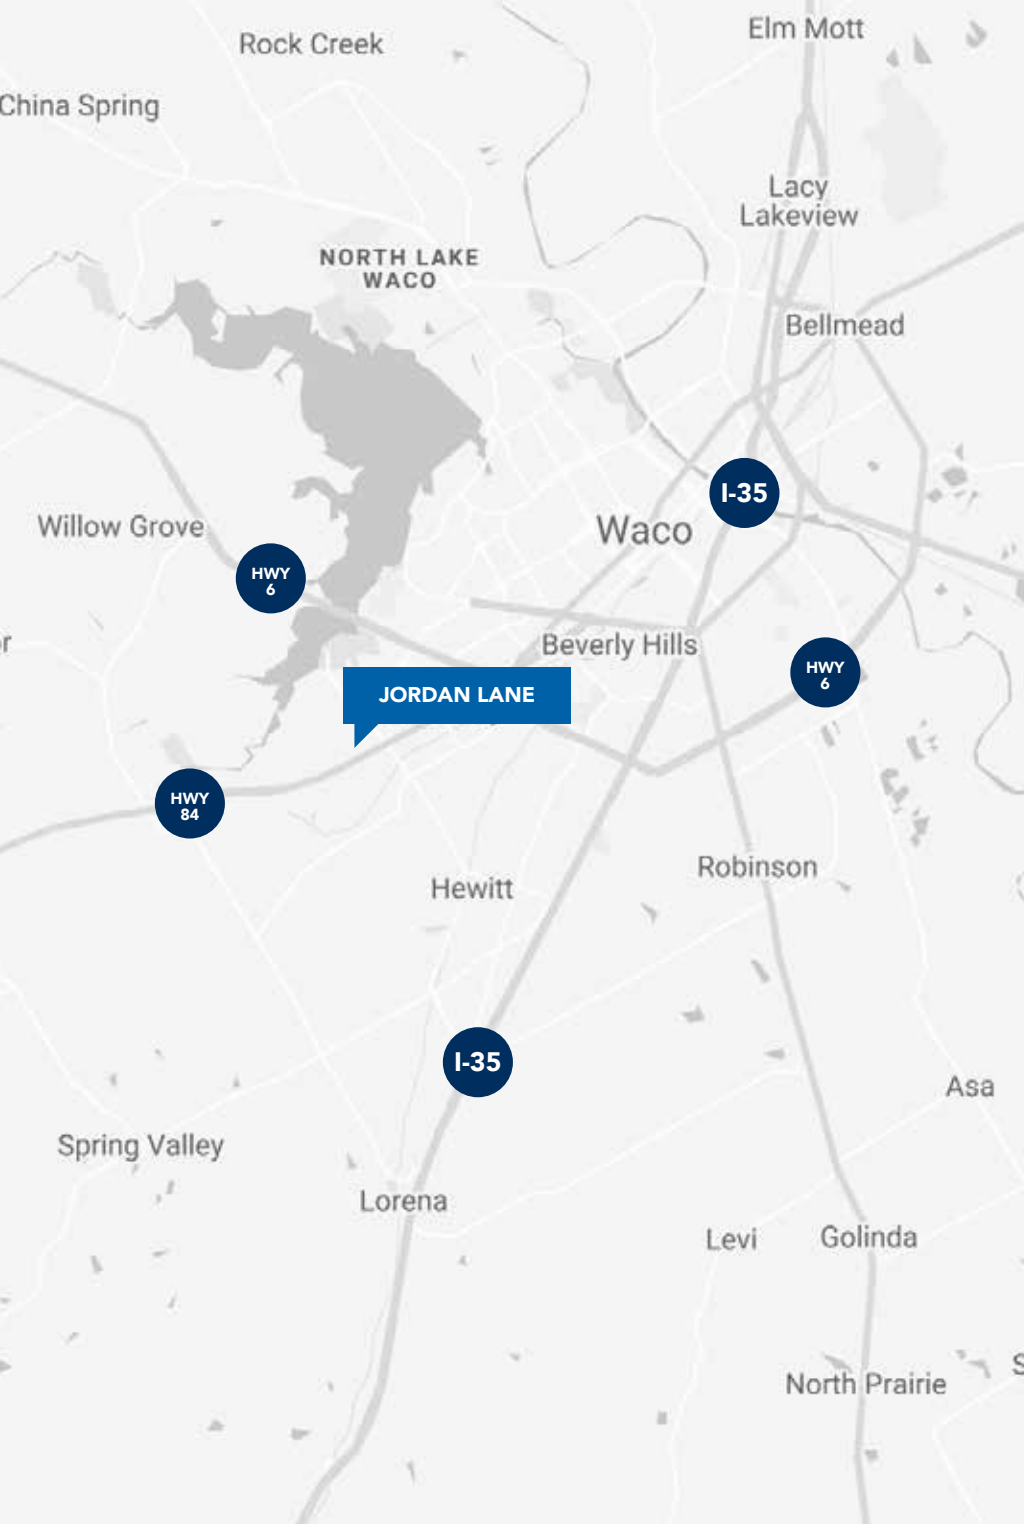 Elm Mott
Rock Creek
China Spring
Lacy
Lakeview
NORTH LAKE
WACO
Bellmead
I-35
Willow Grove
Waco
HWY
6
Beverly Hills
HWY
6
JORDAN LANE
HWY
84
Robinson
Hewitt
I-35
Asa
Spring Valley
Lorena
Levi
Golinda
North Prairie